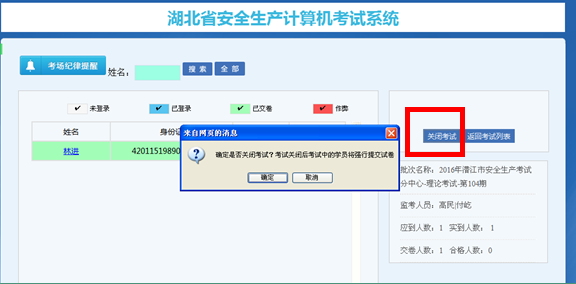 湖北省安全生产计算机考试系统
考场纪律提醒 姓名： 搜 索 全 部
未登录 已登录 已交卷 作弊
姓名 身份证
林进 42011519890
来自网页的消息
确定是否关闭考试？考试关闭后考试中的学员将强行提交试卷
确定 取消
关闭考试 返回考试列表
批次名称：2016年潜江市安全生产考试
分中心-理论考试-第104期
监考人员：高民|付屹
应到人数：1 实到人数：1
交卷人数：1 合格人数：0